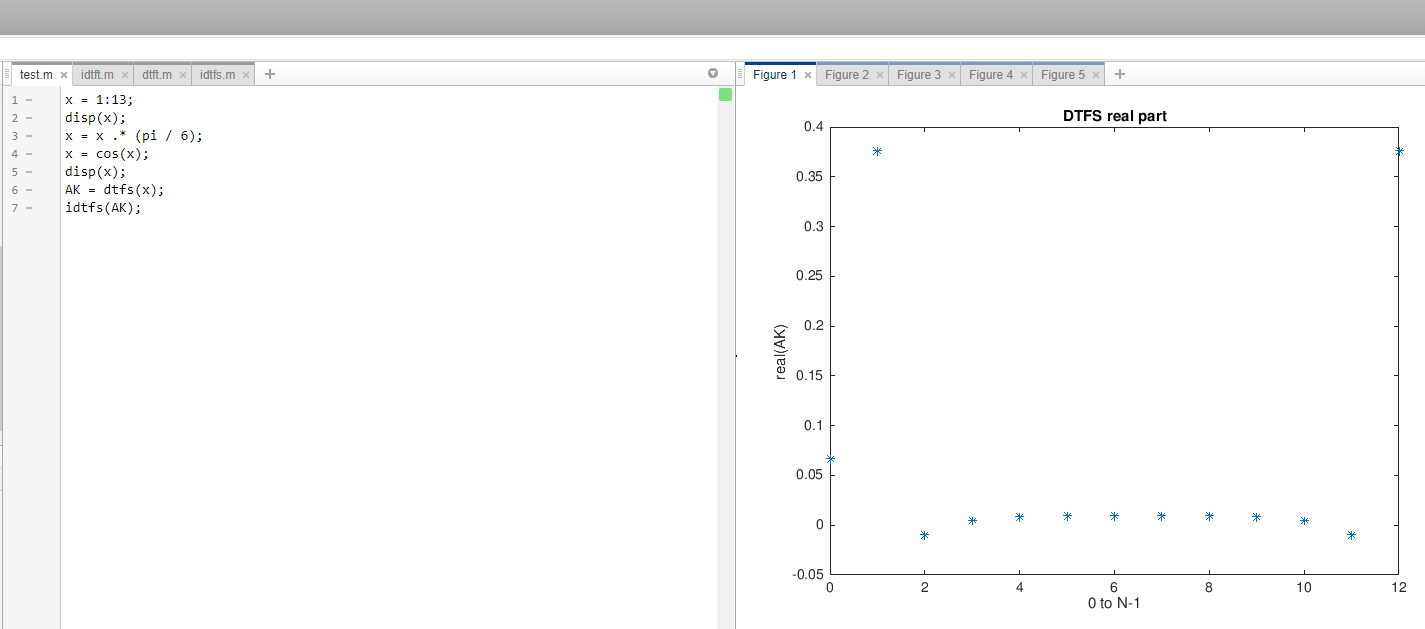 test.m × idtft.m × dtft.m × idtfs.m × +
1 – x = 1:13;
2 – disp(x);
3 – x = x .* (pi / 6);
4 – x = cos(x);
5 – disp(x);
6 – AK = dtfs(x);
7 – idtfs(AK);
Figure 1 × Figure 2 × Figure 3 × Figure 4 × Figure 5 × +
DTFS real part
0.4
0.35
0.3
0.25
0.2
0.15
0.1
0.05
0
-0.05
real(AK)
0 2 4 6 8 10 12
0 to N-1